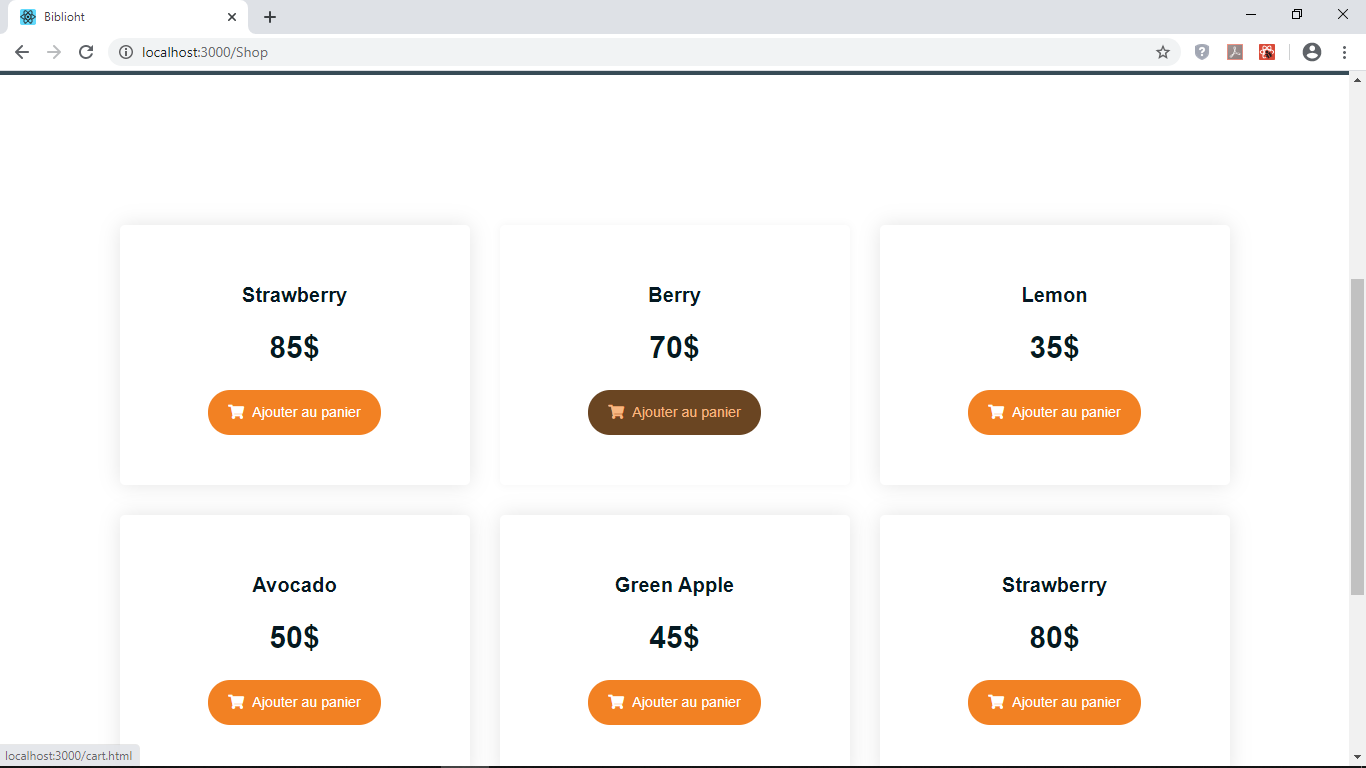 Biblioht
localhost:3000/Shop
Strawberry
85$
Ajouter au panier
Berry
70$
Ajouter au panier
Lemon
35$
Ajouter au panier
Avocado
50$
Ajouter au panier
Green Apple
45$
Ajouter au panier
Strawberry
80$
Ajouter au panier
localhost:3000/cart.html